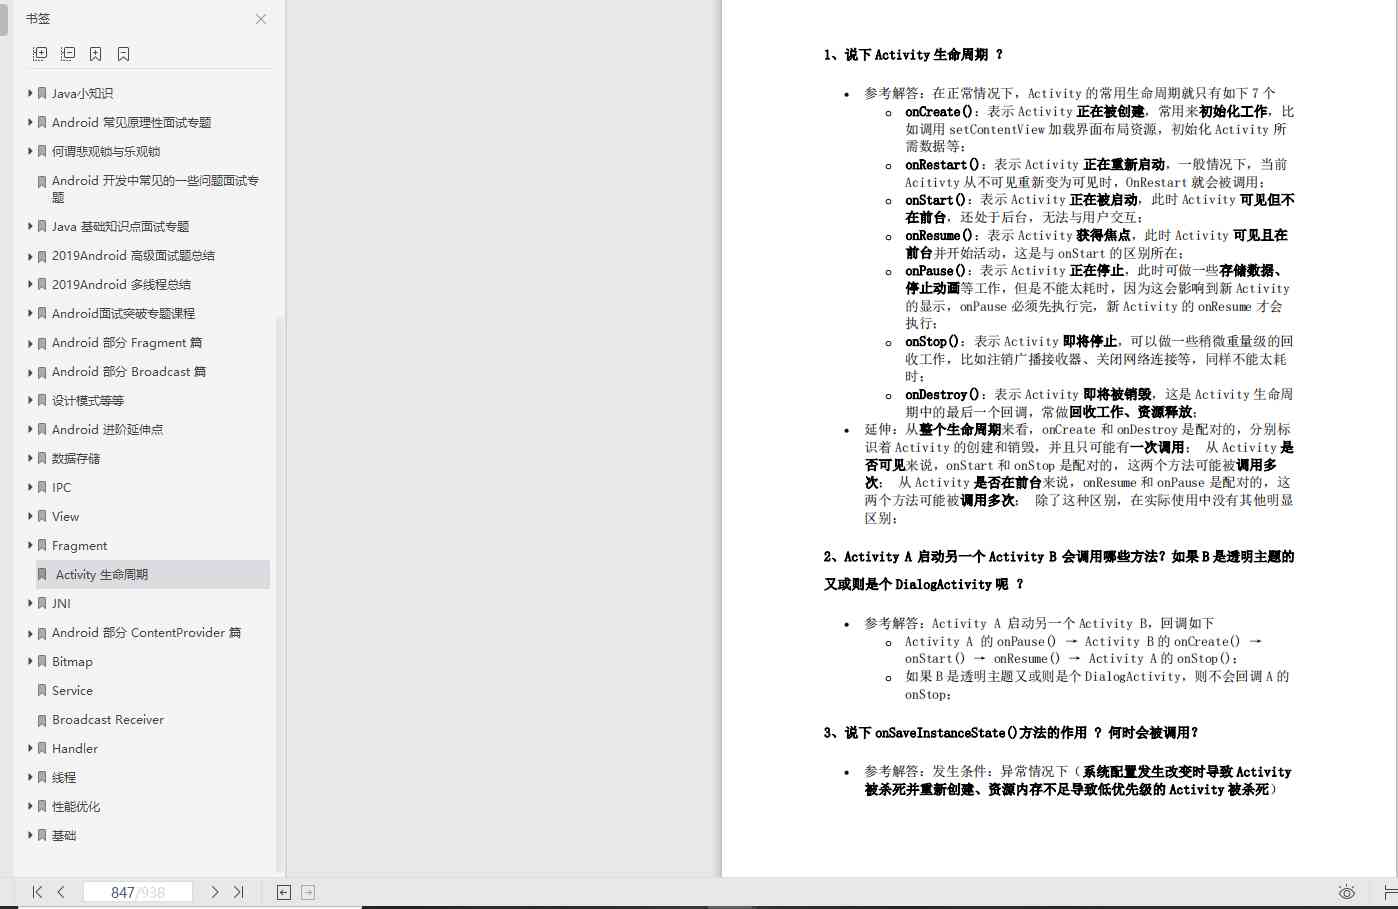 书签
Java小知识
Android 常见原理性面试专题
何谓悲观锁与乐观锁
Android 开发中常见的一些问题面试专
题
Java 基础知识点面试专题
2019Android 高级面试题总结
2019Android 多线程总结
Android面试突破专题课程
Android 部分 Fragment 篇
Android 部分 Broadcast 篇
设计模式等等
Android 进阶延伸点
数据存储
IPC
View
Fragment
Activity 生命周期
JNI
Android 部分 ContentProvider 篇
Bitmap
Service
Broadcast Receiver
Handler
线程
性能优化
基础
847/938
1、说下 Activity 生命周期 ？
• 参考解答：在正常情况下，Activity 的常用生命周期就只有如下 7 个
o onCreate()：表示 Activity 正在被创建，常用来初始化工作，比
如调用 setContentView 加载界面布局资源，初始化 Activity 所
需数据等；
o onRestart()：表示 Activity 正在重新启动，一般情况下，当前
Acitivty 从不可见重新变为可见时，OnRestart 就会被调用；
o onStart()：表示 Activity 正在被启动，此时 Activity 可见但不
在前台，还处于后台，无法与用户交互；
o onResume()：表示 Activity 获得焦点，此时 Activity 可见且在
前台并开始活动，这是与 onStart 的区别所在；
o onPause()：表示 Activity 正在停止，此时可做一些存储数据、
停止动画等工作，但是不能太耗时，因为这会影响到新 Activity
的显示，onPause 必须先执行完，新 Activity 的 onResume 才会
执行；
o onStop()：表示 Activity 即将停止，可以做一些稍微重量级的回
收工作，比如注销广播接收器、关闭网络连接等，同样不能太耗
时；
o onDestroy()：表示 Activity 即将被销毁，这是 Activity 生命周
期中的最后一个回调，常做回收工作、资源释放；
• 延伸：从整个生命周期来看，onCreate 和 onDestroy 是配对的，分别标
识着 Activity 的创建和销毁，并且只可能有一次调用； 从 Activity 是
否可见来说，onStart 和 onStop 是配对的，这两个方法可能被调用多
次； 从 Activity 是否在前台来说，onResume 和 onPause 是配对的，这
两个方法可能被调用多次； 除了这种区别，在实际使用中没有其他明显
区别；
2、Activity A 启动另一个 Activity B 会调用哪些方法？如果 B 是透明主题的
又或则是个 DialogActivity 呢 ？
• 参考解答：Activity A 启动另一个 Activity B，回调如下
o Activity A 的 onPause() → Activity B 的 onCreate() →
onStart() → onResume() → Activity A 的 onStop()；
o 如果 B 是透明主题又或则是个 DialogActivity，则不会回调 A 的
onStop；
3、说下 onSaveInstanceState()方法的作用 ？ 何时会被调用？
• 参考解答：发生条件：异常情况下（系统配置发生改变时导致 Activity
被杀死并重新创建、资源内存不足导致低优先级的 Activity 被杀死）